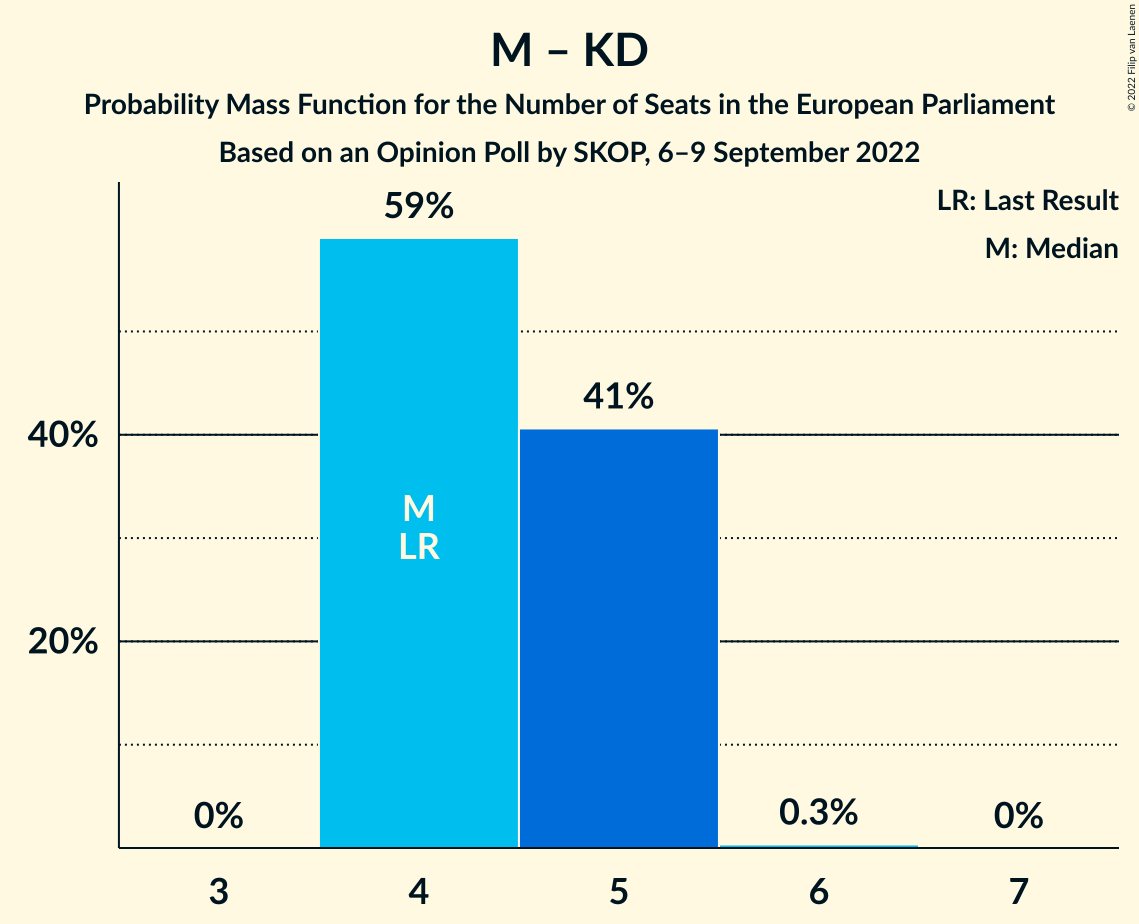 M – KD
Probability Mass Function for the Number of Seats in the European Parliament
Based on an Opinion Poll by SKOP, 6–9 September 2022
© 2022 Filip van Laenen
LR: Last Result
M: Median
59%
41%
40%
M
LR
20%
0%
0.3%
0%
3
4
5
6
7